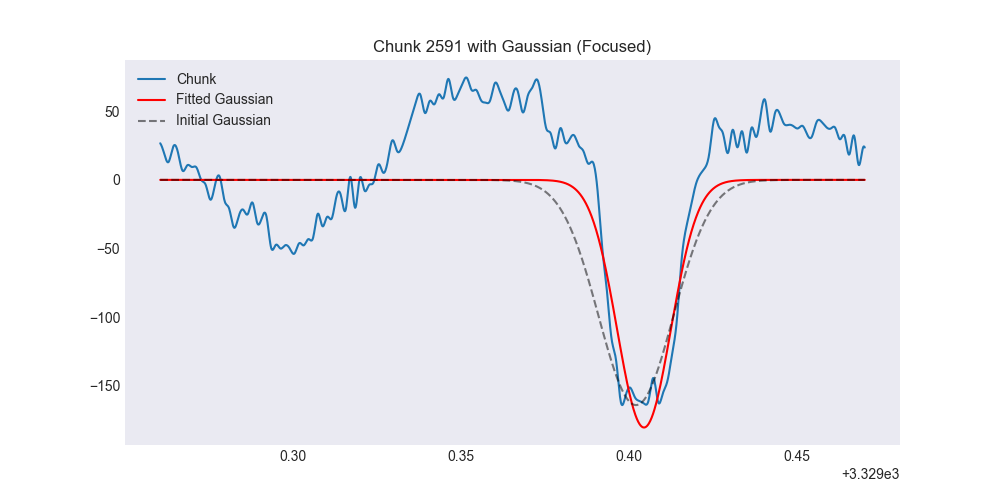 Chunk 2591 with Gaussian (Focused)
Chunk
Fitted Gaussian
Initial Gaussian
50
0
−50
−100
−150
0.30 0.35 0.40 0.45
+3.329e3